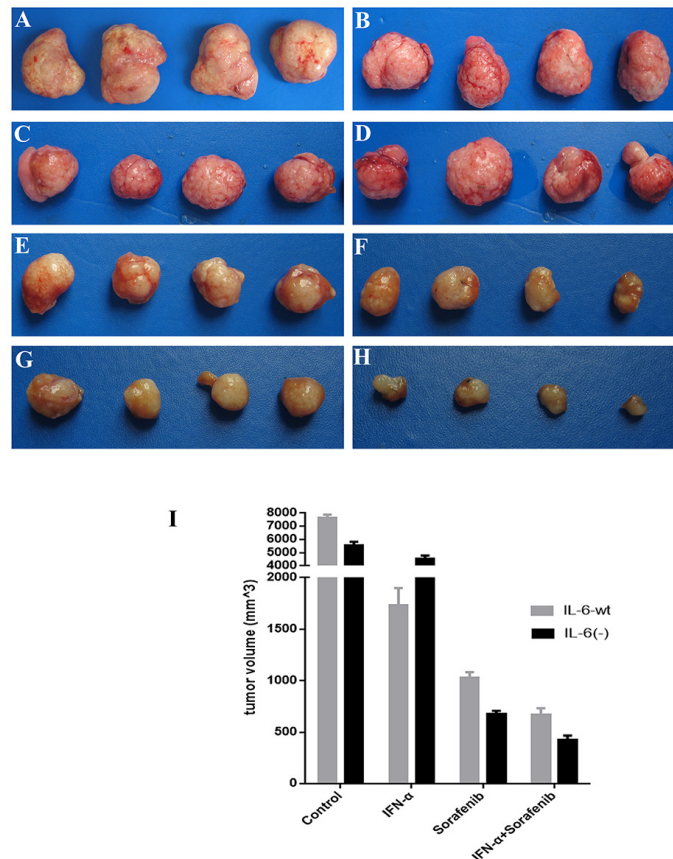 A
B
C
D
E
F
G
H
I
8000
7000
6000
5000
4000
2000
1500
1000
500
0
tumor volume (mm^3)
IL-6-wt
IL-6(-)
Control
IFN-α
Sorafenib
IFN-α+Sorafenib